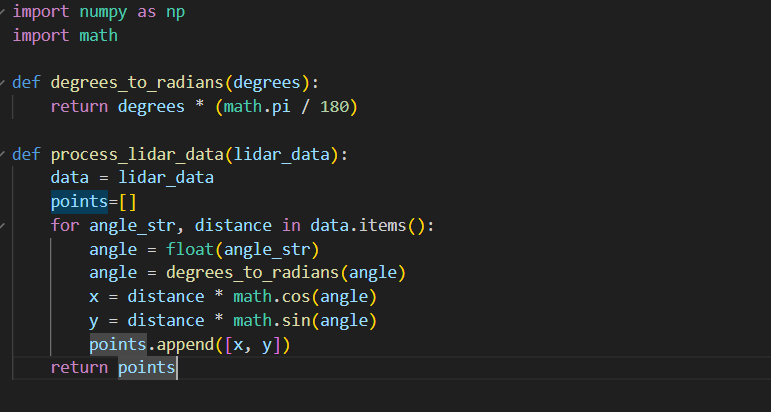 import numpy as np
import math
def degrees_to_radians(degrees):
    return degrees * (math.pi / 180)
def process_lidar_data(lidar_data):
    data = lidar_data
    points=[]
    for angle_str, distance in data.items():
        angle = float(angle_str)
        angle = degrees_to_radians(angle)
        x = distance * math.cos(angle)
        y = distance * math.sin(angle)
        points.append([x, y])
    return points